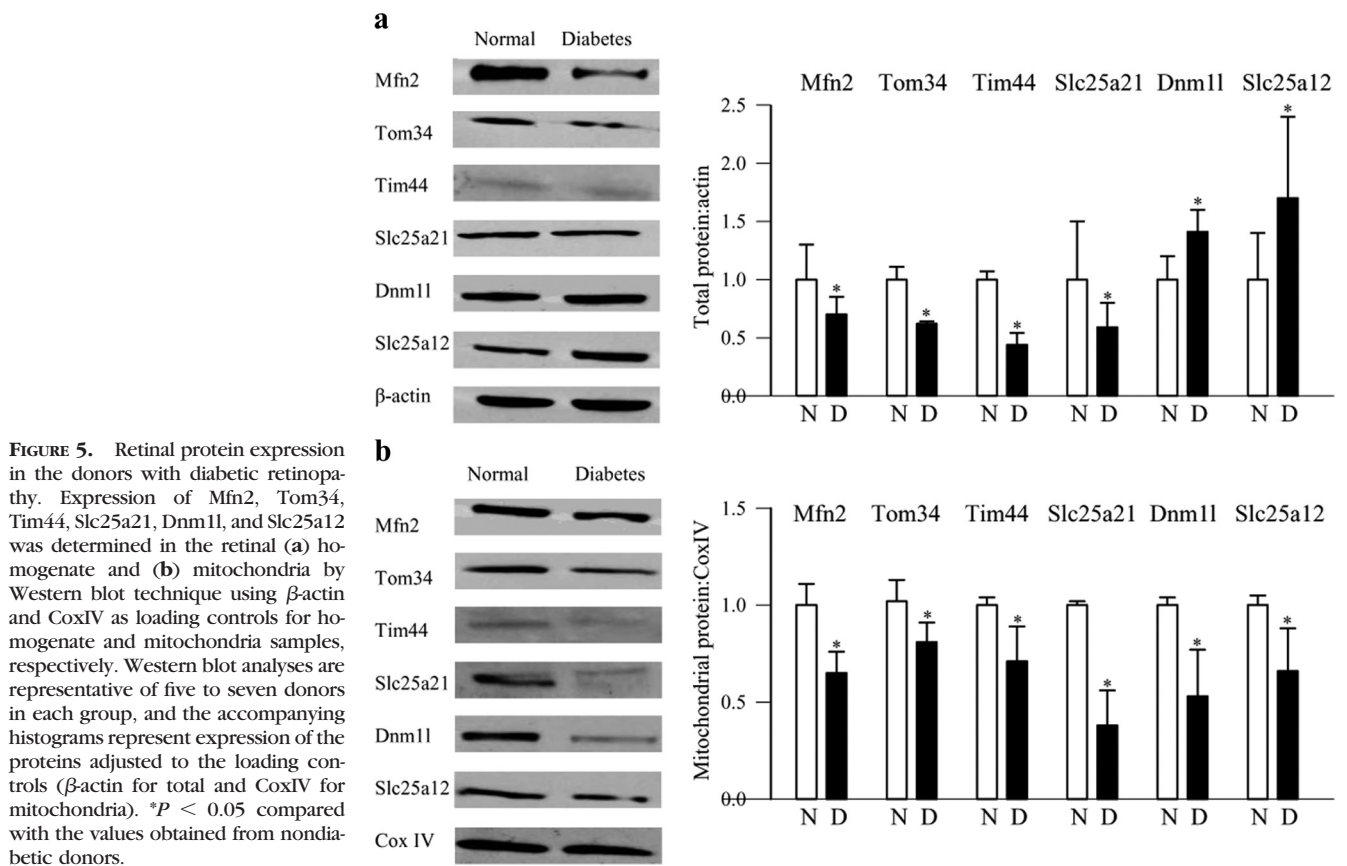 a
Normal Diabetes
Mfn2
Tom34
Tim44
Slc25a21
Dnm1l
Slc25a12
β-actin
Mfn2 Tom34 Tim44 Slc25a21 Dnm1l Slc25a12
Total protein:actin
2.5
2.0
1.5
1.0
0.5
0.0
* * * * * *
N D N D N D N D N D N D
FIGURE 5. Retinal protein expression
in the donors with diabetic retinopa-
thy. Expression of Mfn2, Tom34,
Tim44, Slc25a21, Dnm1l, and Slc25a12
was determined in the retinal (a) ho-
mogenate and (b) mitochondria by
Western blot technique using β-actin
and CoxIV as loading controls for ho-
mogenate and mitochondria samples,
respectively. Western blot analyses are
representative of five to seven donors
in each group, and the accompanying
histograms represent expression of the
proteins adjusted to the loading con-
trols (β-actin for total and CoxIV for
mitochondria). *P < 0.05 compared
with the values obtained from nondia-
betic donors.
b
Normal Diabetes
Mfn2
Tom34
Tim44
Slc25a21
Dnm1l
Slc25a12
Cox IV
Mfn2 Tom34 Tim44 Slc25a21 Dnm1l Slc25a12
Mitochondrial protein:CoxIV
1.5
1.0
0.5
0.0
* * * * * *
N D N D N D N D N D N D